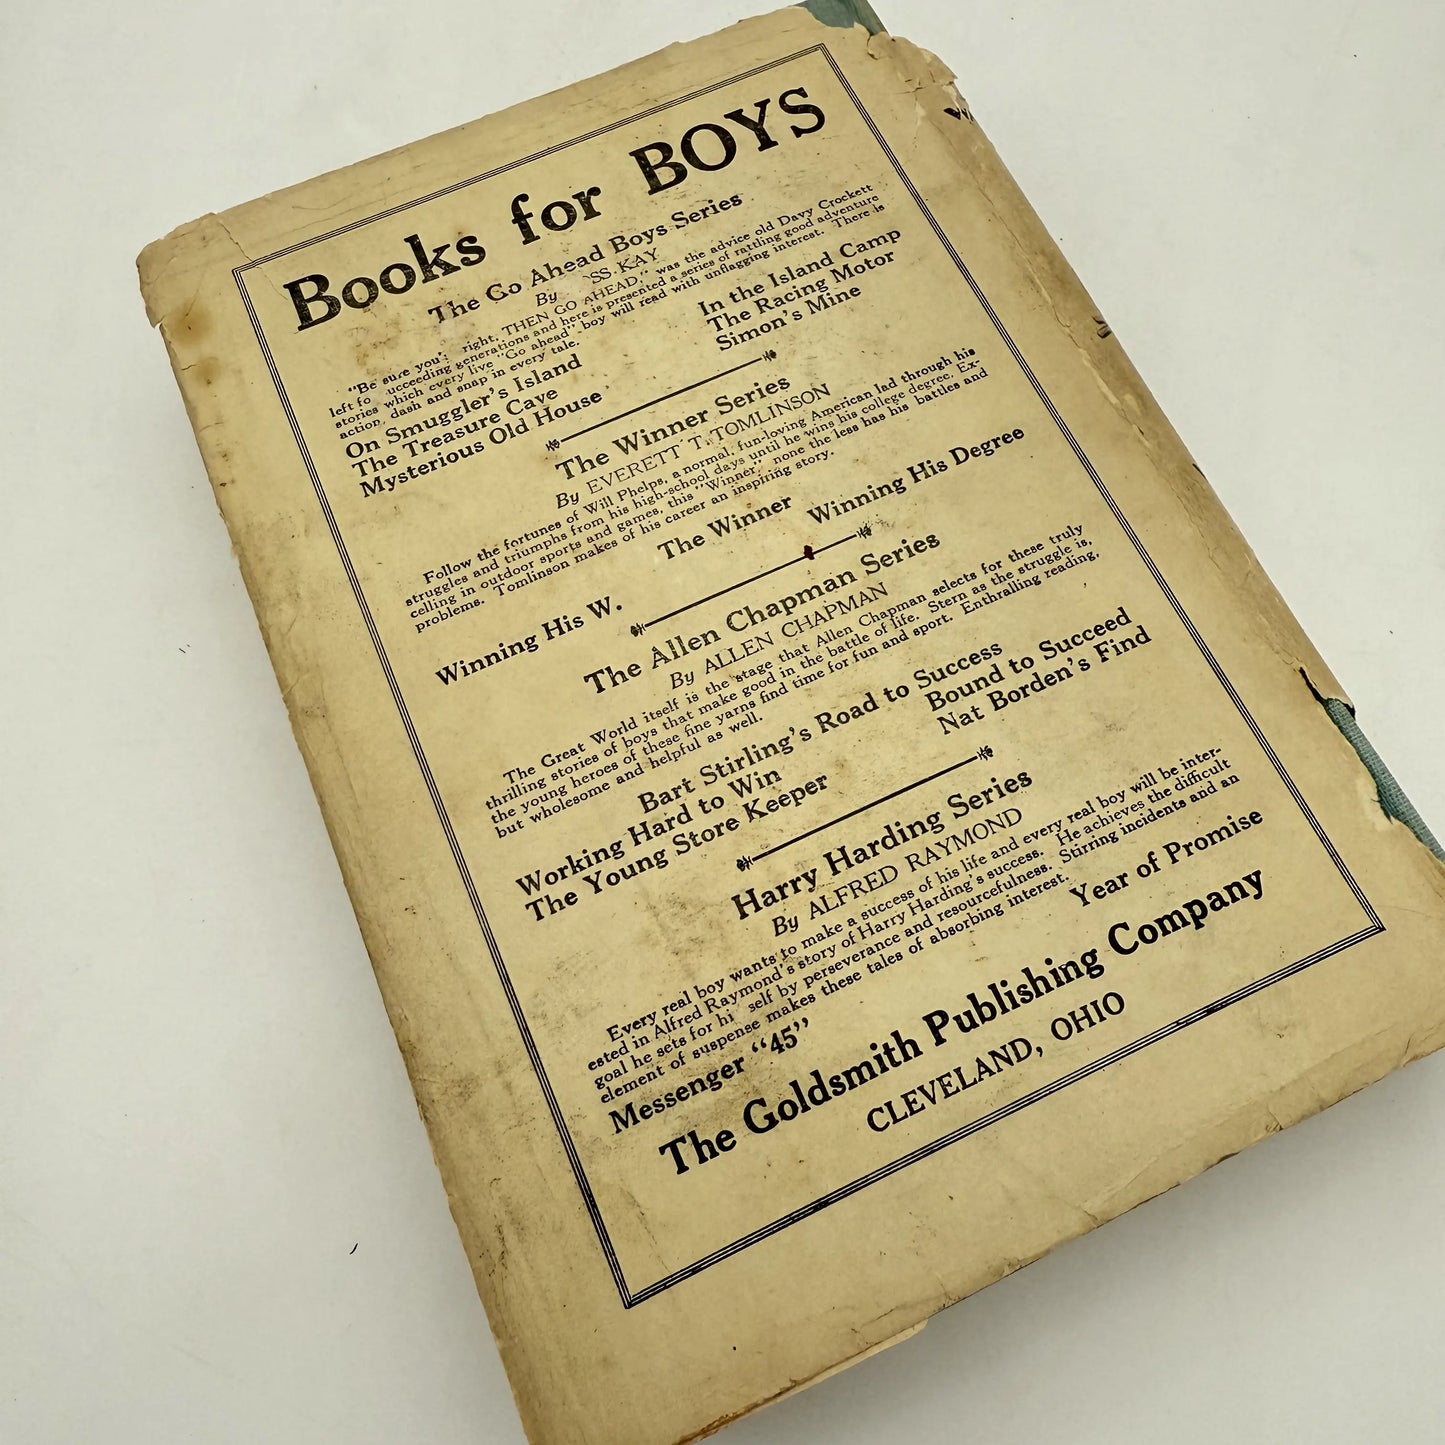 Books for BOYS
The Go Ahead Boys Series
By SS KAY
"Be sure you're right, THEN GO AHEAD," was the advice old Davy Crockett
left fo ucceeding generations and here is presented a series of rattling good adventure
stories which every live "Go ahead" boy will read with unflagging interest. There is
action, dash and snap in every tale.
On Smuggler's Island In the Island Camp
The Treasure Cave The Racing Motor
Mysterious Old House Simon's Mine
The Winner Series
By EVERETT T. TOMLINSON
Follow the fortunes of Will Phelps, a normal, fun-loving American lad through his
struggles and triumphs from his high-school days until he wins his college degree. Ex-
celling in outdoor sports and games, this "Winner" none the less has his battles and
problems. Tomlinson makes of his career an inspiring story.
The Winner
Winning His W. Winning His Degree
The Allen Chapman Series
By ALLEN CHAPMAN
The Great World itself is the stage that Allen Chapman selects for these truly
thrilling stories of boys that make good in the battle of life. Stern as the struggle is,
the young heroes of these fine yarns find time for fun and sport. Enthralling reading,
but wholesome and helpful as well.
Bart Stirling's Road to Success
Working Hard to Win Bound to Succeed
The Young Store Keeper Nat Borden's Find
Harry Harding Series
By ALFRED RAYMOND
Every real boy wants to make a success of his life and every real boy will be inter-
ested in Alfred Raymond's story of Harry Harding's success. He achieves the difficult
goal he sets for hi self by perseverance and resourcefulness. Stirring incidents and an
element of suspense makes these tales of absorbing interest.
Messenger "45" Year of Promise
The Goldsmith Publishing Company
CLEVELAND, OHIO